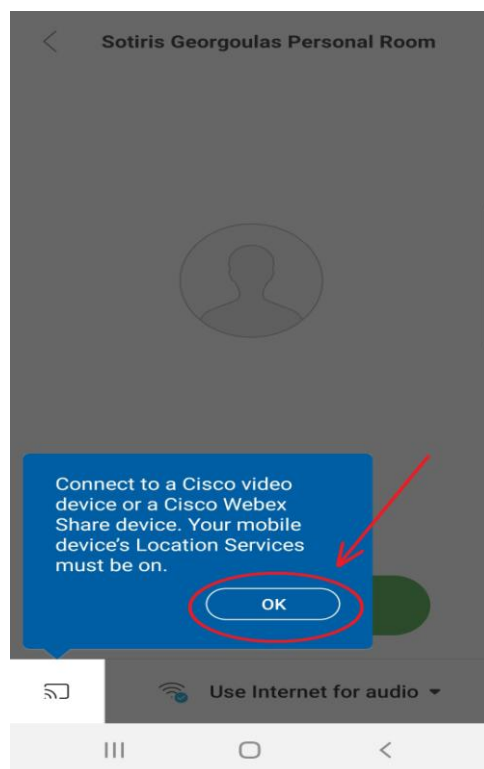 Sotiris Georgoulas Personal Room
Connect to a Cisco video
device or a Cisco Webex
Share device. Your mobile
device's Location Services
must be on.
OK
Use Internet for audio